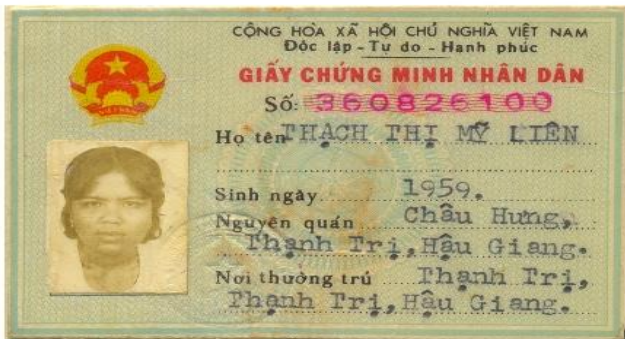 CỘNG HÒA XÃ HỘI CHỦ NGHĨA VIỆT NAM
Độc lập - Tự do - Hạnh phúc
GIẤY CHỨNG MINH NHÂN DÂN
Số: 360826100
Họ tên THẠCH THỊ MỸ LIÊN
Sinh ngày 1959.
Nguyên quán Châu Hưng,
Thạnh Trị, Hậu Giang.
Nơi thường trú Thạnh Trị,
Thạnh Trị, Hậu Giang.